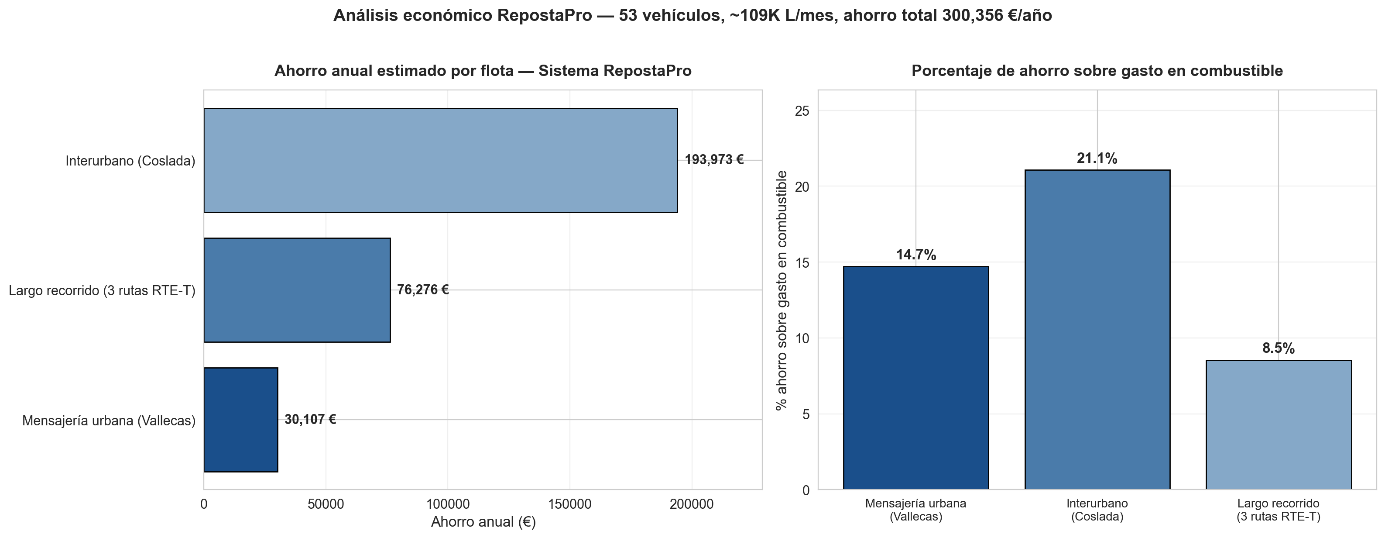 Análisis económico RepostaPro — 53 vehículos, ~109K L/mes, ahorro total 300,356 €/año
Ahorro anual estimado por flota — Sistema RepostaPro
Interurbano (Coslada)
193,973 €
Largo recorrido (3 rutas RTE-T)
76,276 €
Mensajería urbana (Vallecas)
30,107 €
0
50000
100000
150000
200000
Ahorro anual (€)
Porcentaje de ahorro sobre gasto en combustible
% ahorro sobre gasto en combustible
25
20
15
10
5
0
14.7%
21.1%
8.5%
Mensajería urbana
(Vallecas)
Interurbano
(Coslada)
Largo recorrido
(3 rutas RTE-T)